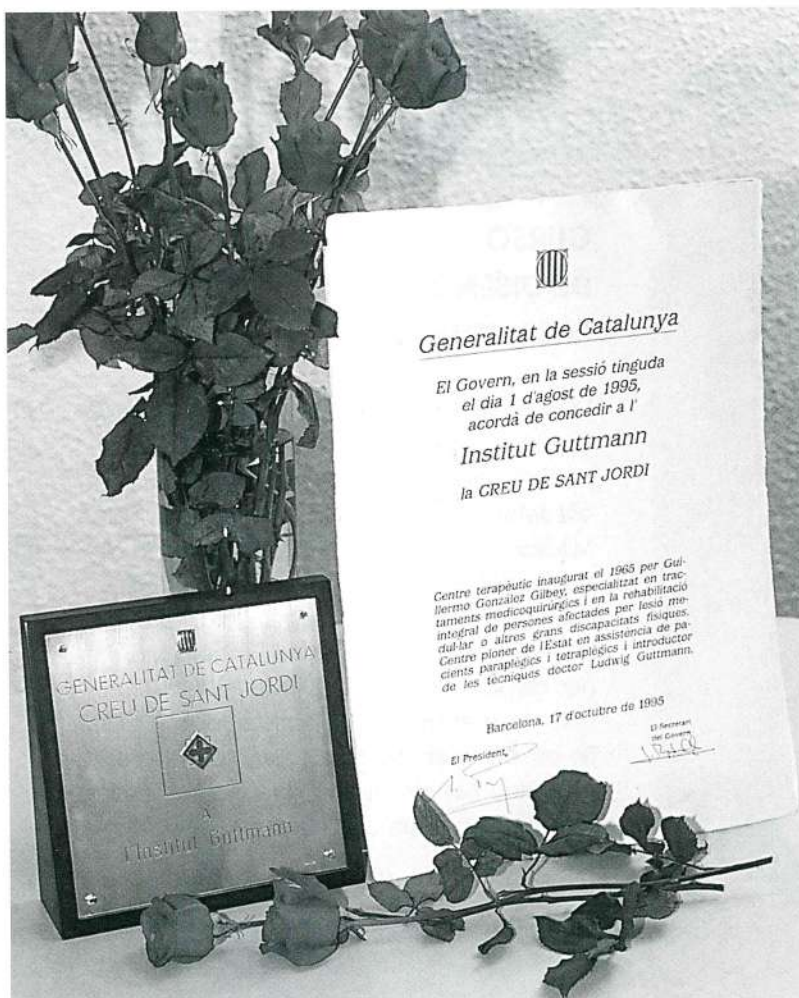 Generalitat de Catalunya
El Govern, en la sessió tinguda
el dia 1 d'agost de 1995,
acordà de concedir a l'
Institut Guttmann
la CREU DE SANT JORDI
Centre terapèutic inaugurat el 1965 per Gui-
llermo González Gilbey, especialitzat en trac-
taments medicoquirúrgics i en la rehabilitació
integral de persones afectades per lesió me-
dul·lar o altres grans discapacitats físiques.
Centre pioner de l'Estat en assistència de pa-
cients paraplègics i tetraplègics i introductor
de les tècniques doctor Ludwig Guttmann.
Barcelona, 17 d'octubre de 1995
El President,
El Secretari
del Govern
GENERALITAT DE CATALUNYA
CREU DE SANT JORDI
A
l'Institut Guttmann